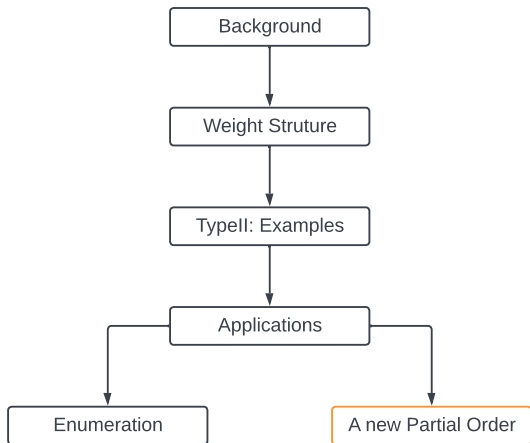 Background
Weight Struture
TypeII: Examples
Applications
Enumeration
A new Partial Order